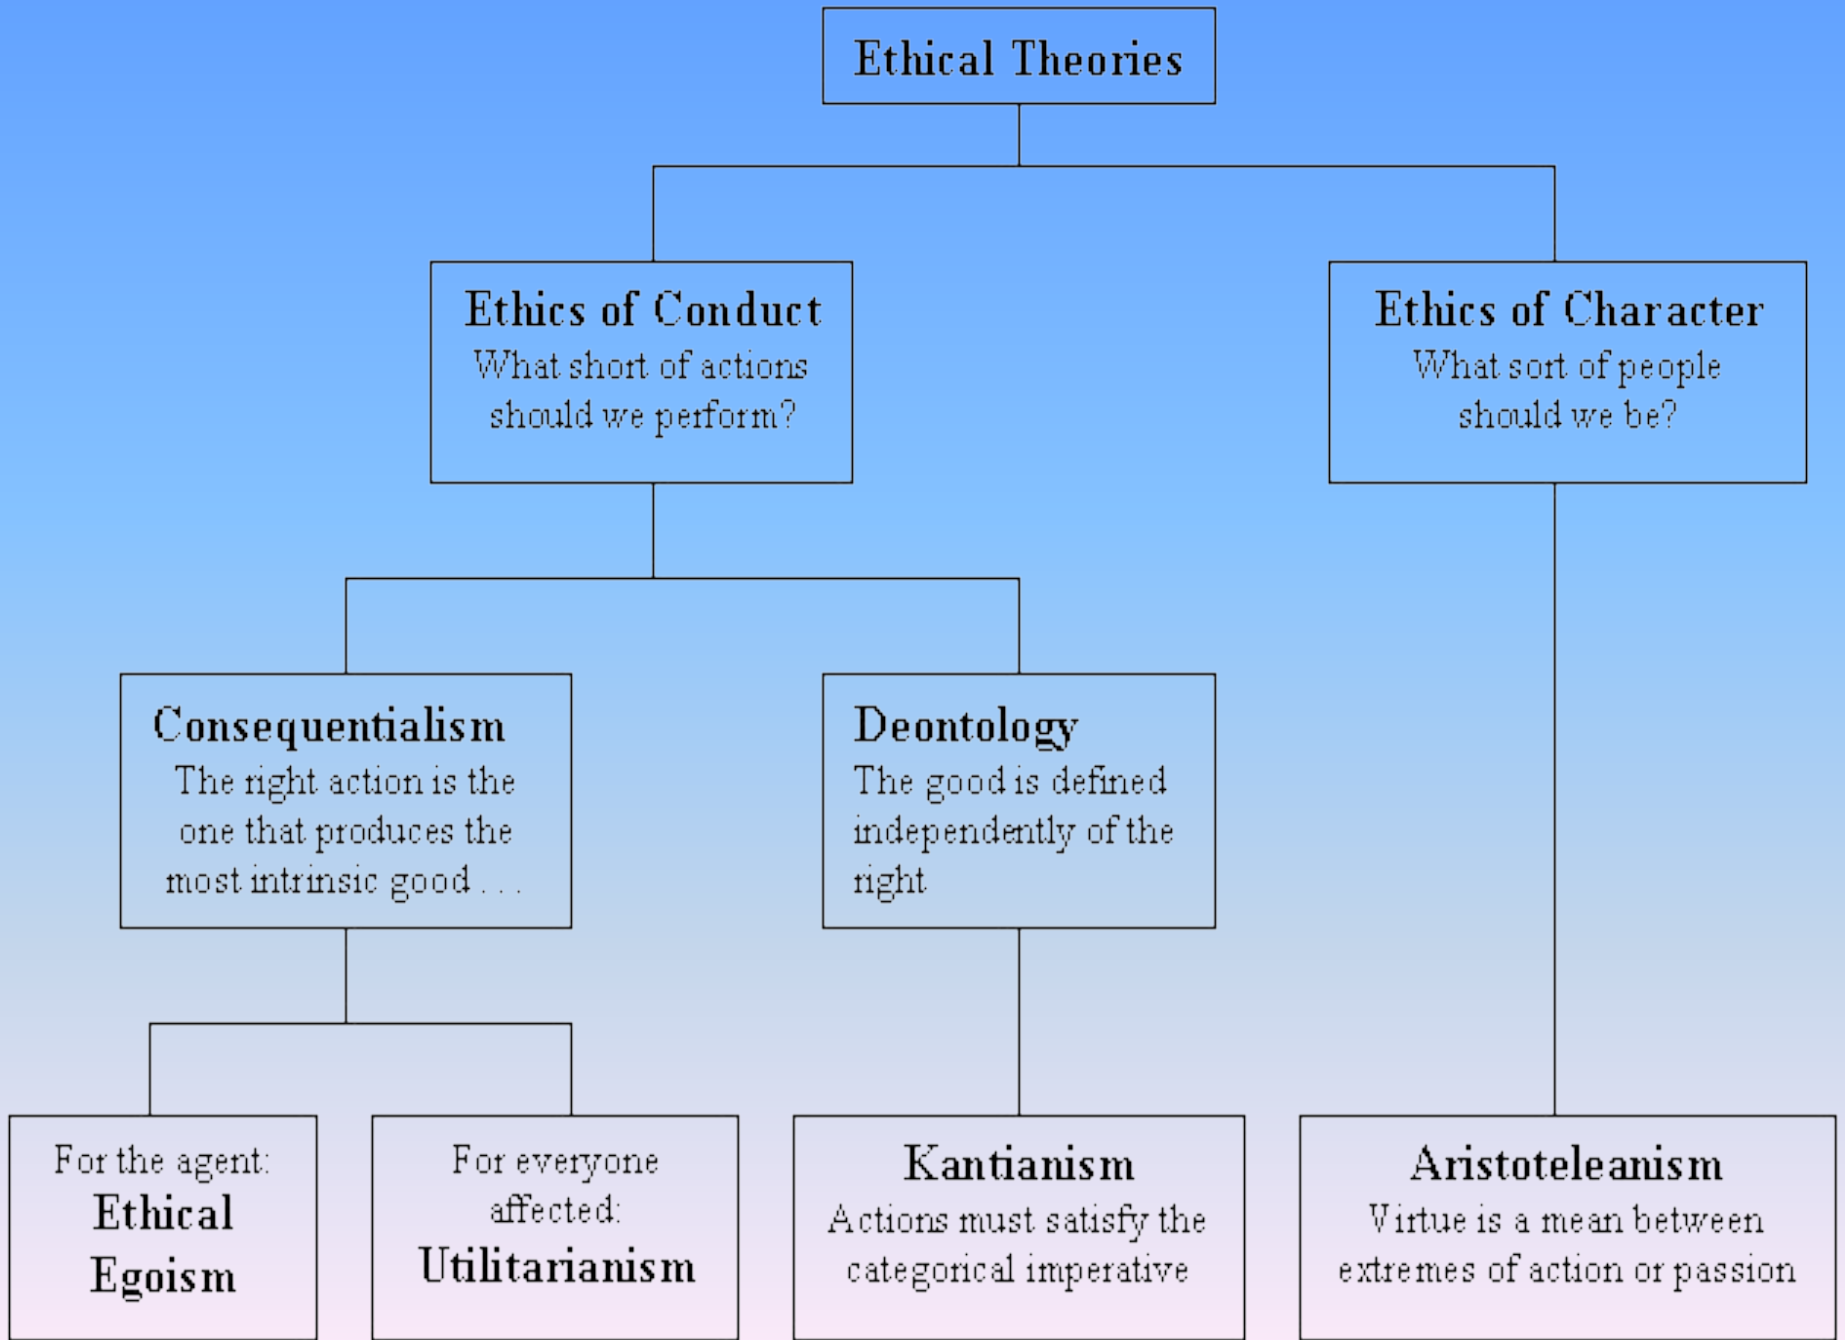 Ethical Theories
Ethics of Conduct
What short of actions
should we perform?
Ethics of Character
What sort of people
should we be?
Consequentialism
The right action is the
one that produces the
most intrinsic good . . .
Deontology
The good is defined
independently of the
right
For the agent:
Ethical
Egoism
For everyone
affected:
Utilitarianism
Kantianism
Actions must satisfy the
categorical imperative
Aristoteleanism
Virtue is a mean between
extremes of action or passion